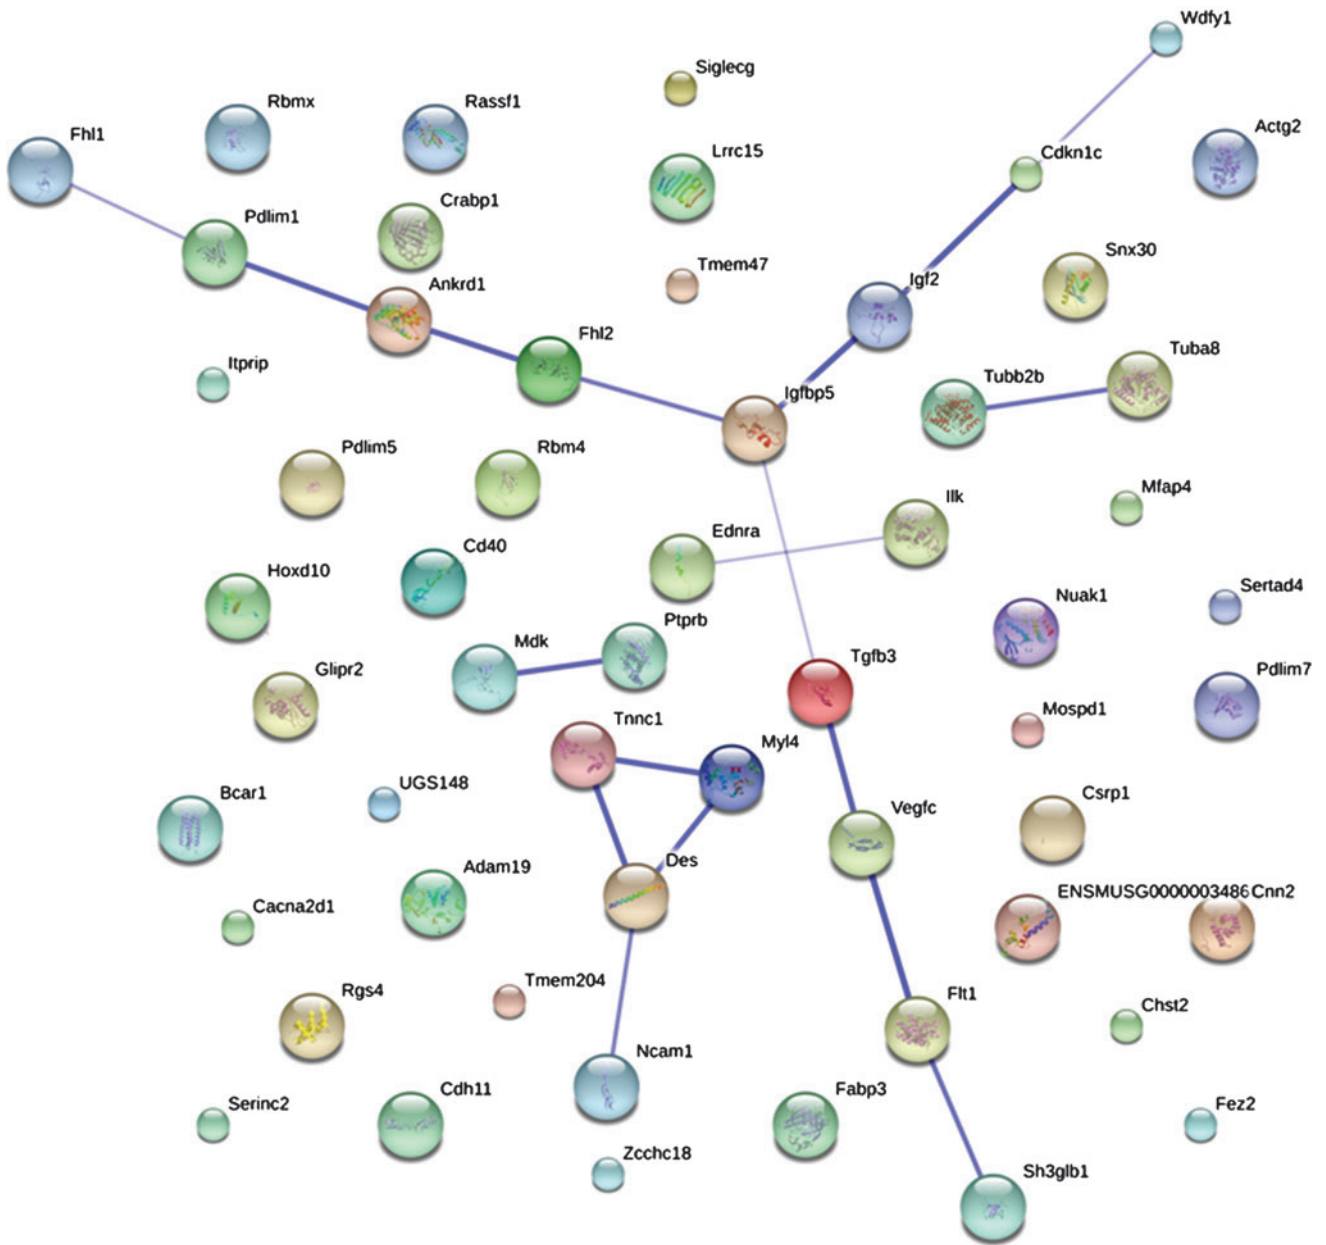 Wdfy1
Siglecg
Rbmx
Rassf1
Actg2
Fhl1
Lrrc15
Cdkn1c
Crabp1
Pdlim1
Snx30
Tmem47
Ankrd1
Igf2
Fhl2
Tuba8
Itprip
Tubb2b
Igfbp5
Pdlim5
Rbm4
Mfap4
Ilk
Ednra
Cd40
Hoxd10
Sertad4
Nuak1
Ptprb
Mdk
Tgfb3
Pdlim7
Glipr2
Mospd1
Tnnc1
Myl4
UGS148
Bcar1
Csrp1
Vegfc
Des
Adam19
ENSMUSG0000003486
Cnn2
Cacna2d1
Tmem204
Rgs4
Flt1
Chst2
Ncam1
Cdh11
Fabp3
Serinc2
Fez2
Zcchc18
Sh3glb1